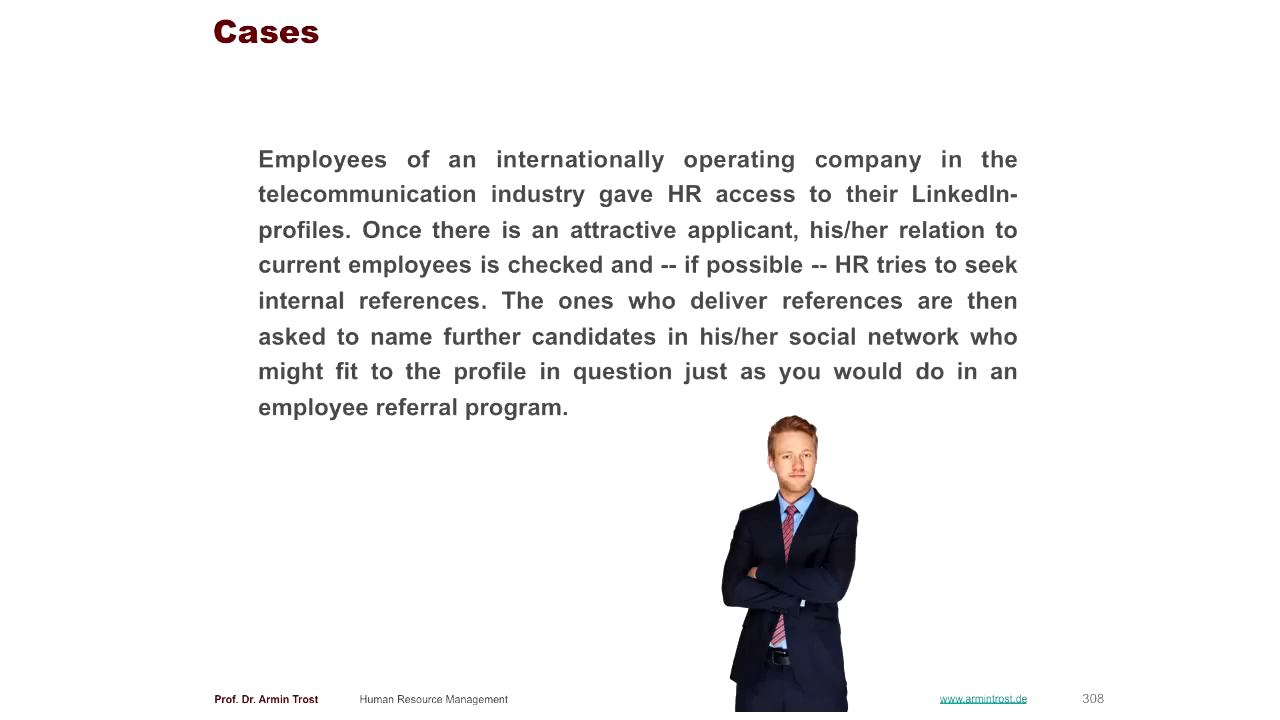 Cases
Employees of an internationally operating company in the
telecommunication industry gave HR access to their LinkedIn-
profiles. Once there is an attractive applicant, his/her relation to
current employees is checked and -- if possible -- HR tries to seek
internal references. The ones who deliver references are then
asked to name further candidates in his/her social network who
might fit to the profile in question just as you would do in an
employee referral program.
Prof. Dr. Armin Trost Human Resource Management www.armintrost.de 308